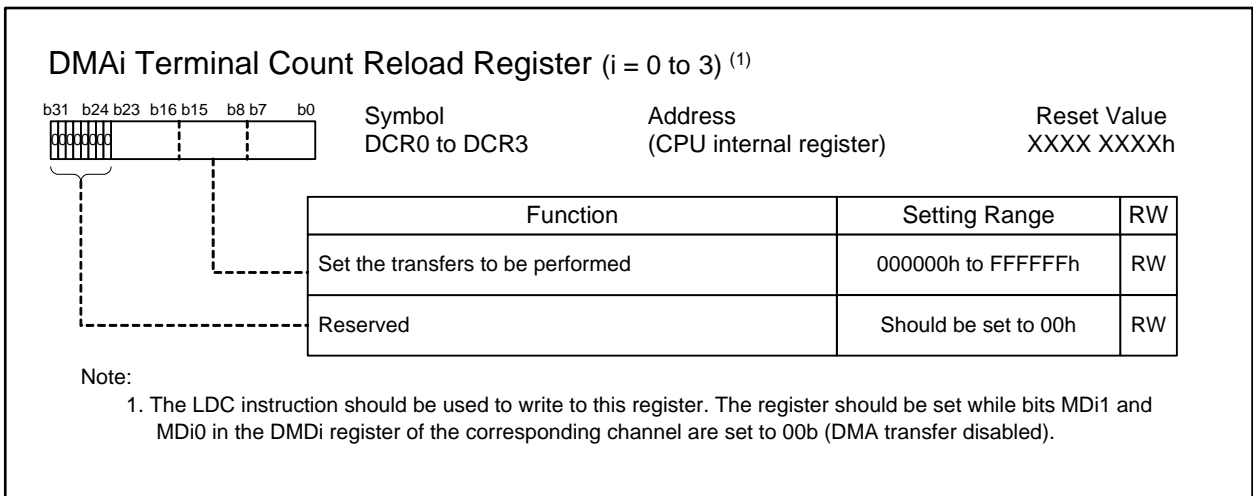 DMAi Terminal Count Reload Register (i = 0 to 3) (1)
b31 b24 b23 b16 b15 b8 b7 b0
Symbol Address Reset Value
DCR0 to DCR3 (CPU internal register) XXXX XXXXh
00000000
Function Setting Range RW
Set the transfers to be performed 000000h to FFFFFFh RW
Reserved Should be set to 00h RW
Note:
1. The LDC instruction should be used to write to this register. The register should be set while bits MDi1 and
MDi0 in the DMDi register of the corresponding channel are set to 00b (DMA transfer disabled).